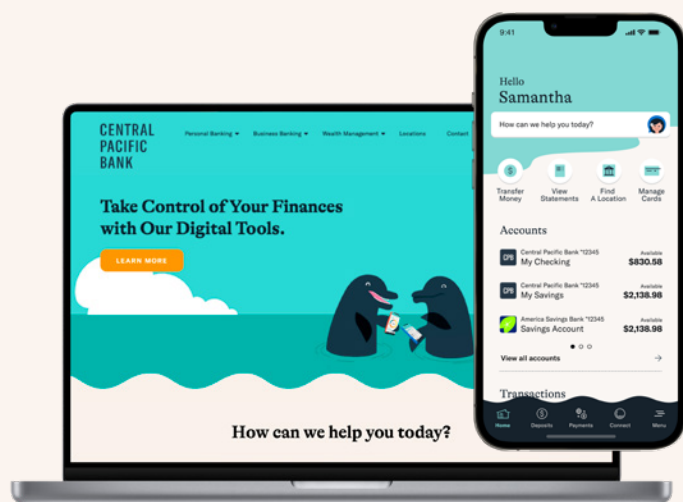 CENTRAL
PACIFIC
BANK
Personal Banking
Business Banking
Wealth Management
Locations
Contact
Take Control of Your Finances
with Our Digital Tools.
LEARN MORE
How can we help you today?
9:41
Hello
Samantha
How can we help you today?
Transfer
Money
View
Statements
Find
A Location
Manage
Cards
Accounts
CPB
Central Pacific Bank *12345
Available
My Checking
$830.58
CPB
Central Pacific Bank *12345
Available
My Savings
$2,138.98
America Savings Bank *12345
Available
Savings Account
$2,138.98
View all accounts
Transactions
Home
Deposits
Payments
Connect
Menu